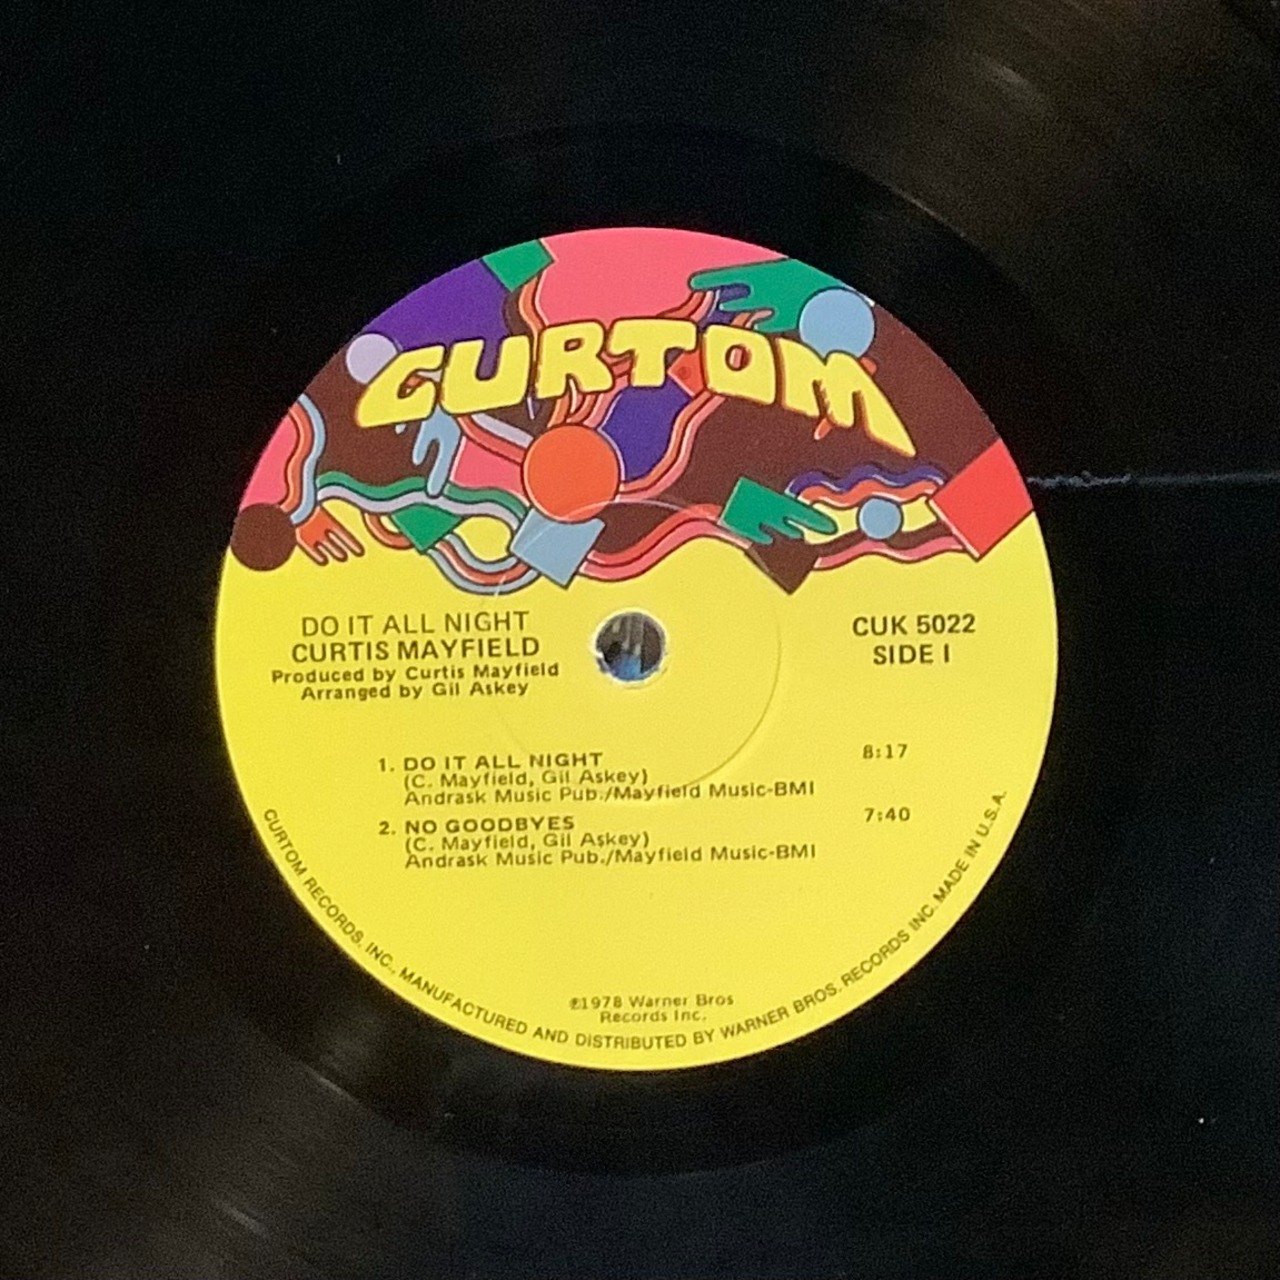 CURTOM
DO IT ALL NIGHT
CURTIS MAYFIELD
Produced by Curtis Mayfield
Arranged by Gil Askey
CUK 5022
SIDE I
1. DO IT ALL NIGHT 8:17
(C. Mayfield, Gil Askey)
Andrask Music Pub./Mayfield Music-BMI
2. NO GOODBYES 7:40
(C. Mayfield, Gil Askey)
Andrask Music Pub./Mayfield Music-BMI
℗1978 Warner Bros
Records Inc.
CURTOM RECORDS, INC., MANUFACTURED AND DISTRIBUTED BY WARNER BROS. RECORDS INC. MADE IN U.S.A.